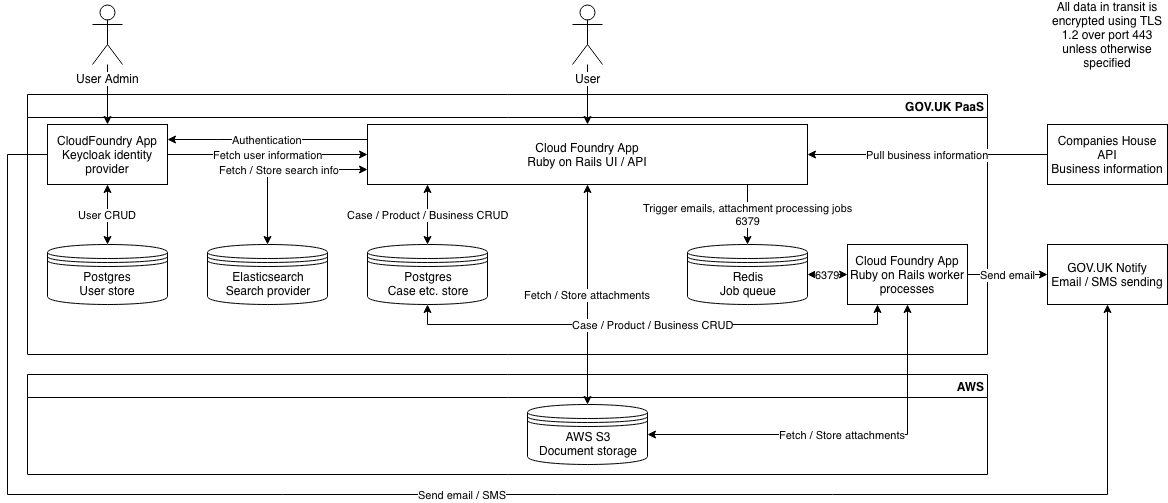 All data in transit is
encrypted using TLS
1.2 over port 443
unless otherwise
specified
User Admin
User
GOV.UK PaaS
CloudFoundry App
Keycloak identity
provider
Authentication
Fetch user information
Fetch / Store search info
Cloud Foundry App
Ruby on Rails UI / API
Pull business information
Companies House
API
Business information
User CRUD
Case / Product / Business CRUD
Trigger emails, attachment processing jobs
6379
Postgres
User store
Elasticsearch
Search provider
Postgres
Case etc. store
Fetch / Store attachments
Redis
Job queue
6379
Cloud Foundry App
Ruby on Rails worker
processes
Send email
GOV.UK Notify
Email / SMS sending
Case / Product / Business CRUD
AWS
AWS S3
Document storage
Fetch / Store attachments
Send email / SMS